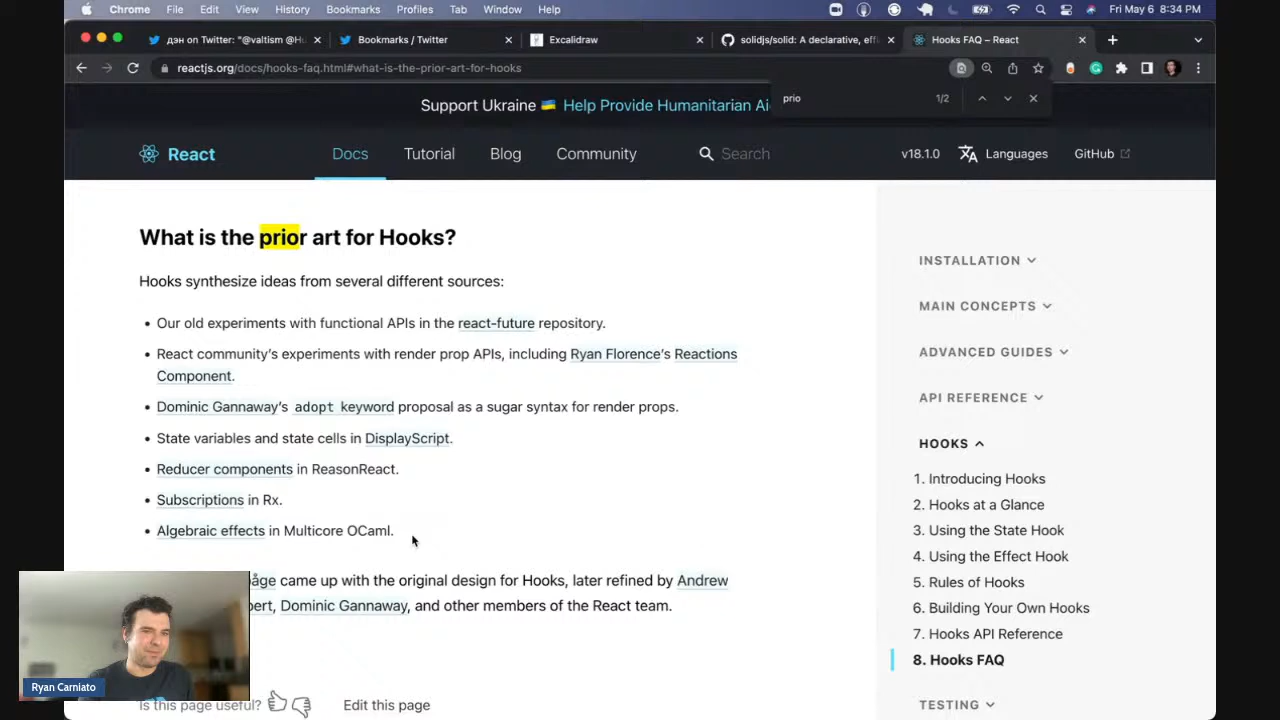 Chrome File Edit View History Bookmarks Profiles Tab Window Help Fri May 6 8:34 PM
дэн on Twitter: "@valtism @Hu
Bookmarks / Twitter
Excalidraw
solidjs/solid: A declarative, effi
Hooks FAQ – React
reactjs.org/docs/hooks-faq.html#what-is-the-prior-art-for-hooks
prio 1/2
Support Ukraine 🇺🇦 Help Provide Humanitarian Ai
React Docs Tutorial Blog Community Search v18.1.0 Languages GitHub
What is the prior art for Hooks?
Hooks synthesize ideas from several different sources:
• Our old experiments with functional APIs in the react-future repository.
• React community's experiments with render prop APIs, including Ryan Florence's Reactions
Component.
• Dominic Gannaway's adopt keyword proposal as a sugar syntax for render props.
• State variables and state cells in DisplayScript.
• Reducer components in ReasonReact.
• Subscriptions in Rx.
• Algebraic effects in Multicore OCaml.
åge came up with the original design for Hooks, later refined by Andrew
bert, Dominic Gannaway, and other members of the React team.
Is this page useful? Edit this page
INSTALLATION
MAIN CONCEPTS
ADVANCED GUIDES
API REFERENCE
HOOKS
1. Introducing Hooks
2. Hooks at a Glance
3. Using the State Hook
4. Using the Effect Hook
5. Rules of Hooks
6. Building Your Own Hooks
7. Hooks API Reference
8. Hooks FAQ
TESTING
Ryan Carniato